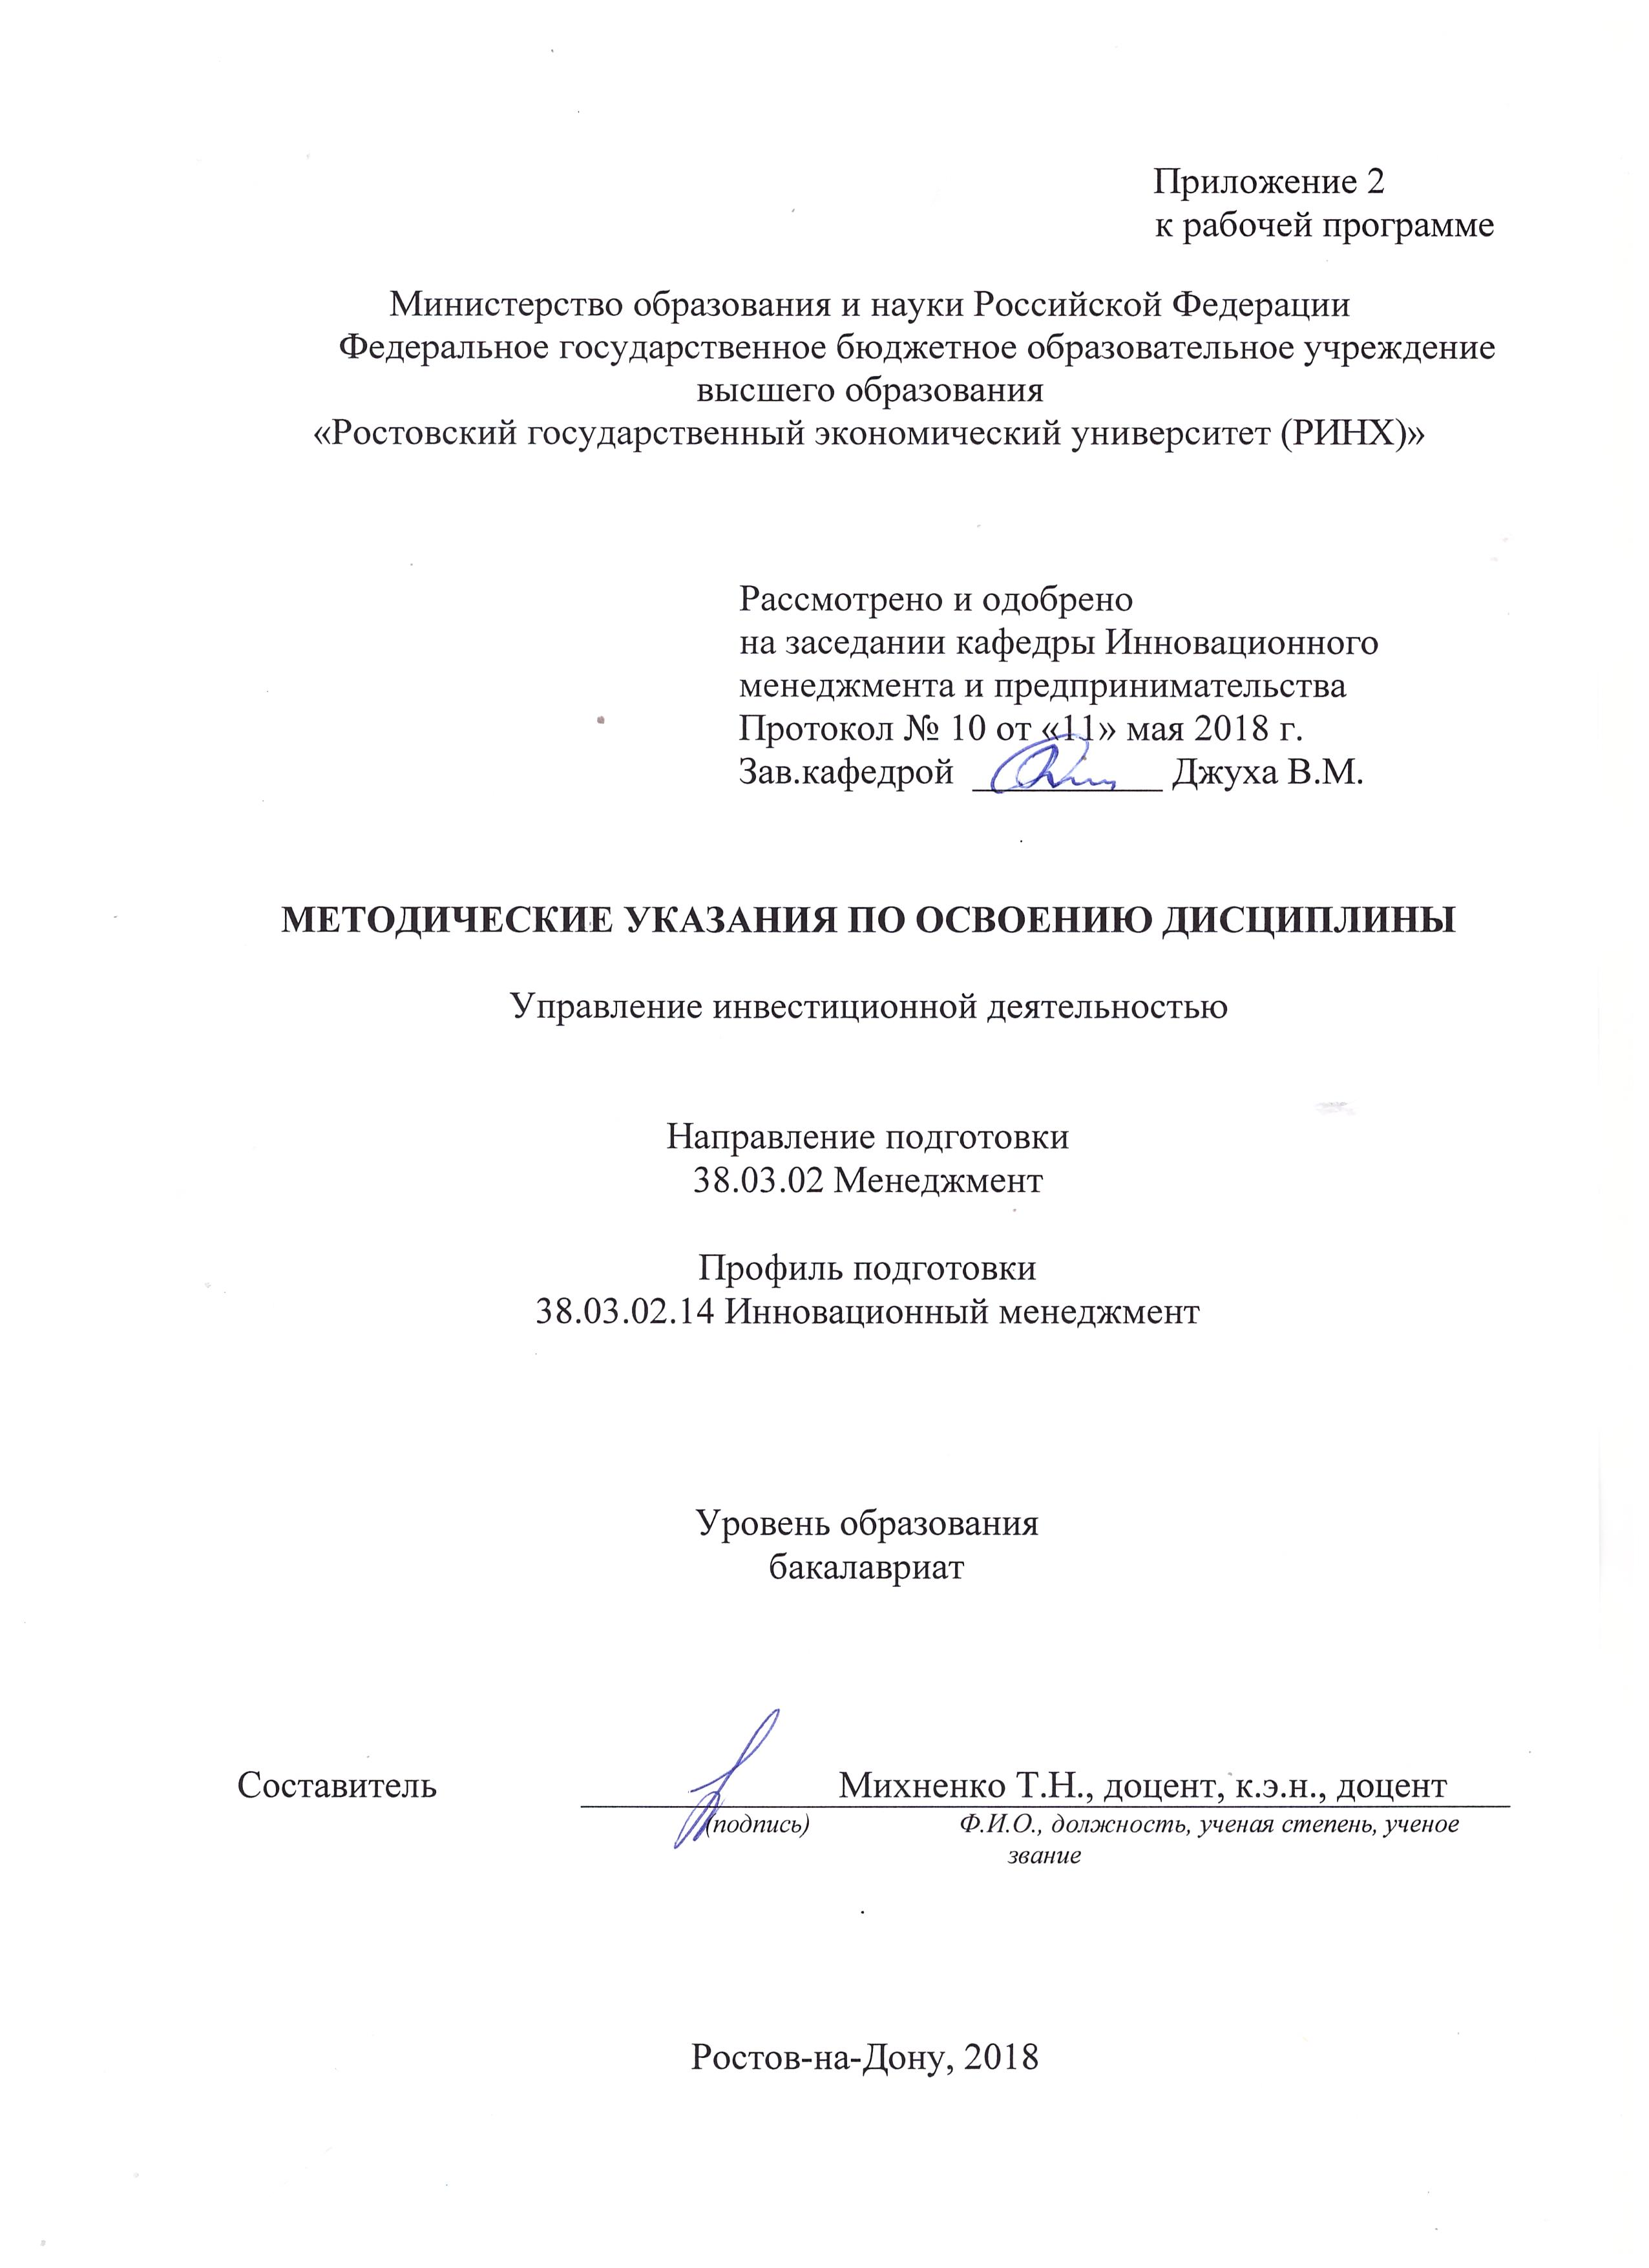 Приложение 2
к рабочей программе
Министерство образования и науки Российской Федерации
Федеральное государственное бюджетное образовательное учреждение
высшего образования
«Ростовский государственный экономический университет (РИНХ)»
Рассмотрено и одобрено
на заседании кафедры Инновационного
менеджмента и предпринимательства
Протокол № 10 от «11» мая 2018 г.
Зав.кафедрой __________ Джуха В.М.
МЕТОДИЧЕСКИЕ УКАЗАНИЯ ПО ОСВОЕНИЮ ДИСЦИПЛИНЫ
Управление инвестиционной деятельностью
Направление подготовки
38.03.02 Менеджмент
Профиль подготовки
38.03.02.14 Инновационный менеджмент
Уровень образования
бакалавриат
Составитель Михненко Т.Н., доцент, к.э.н., доцент
(подпись) Ф.И.О., должность, ученая степень, ученое
звание
Ростов-на-Дону, 2018